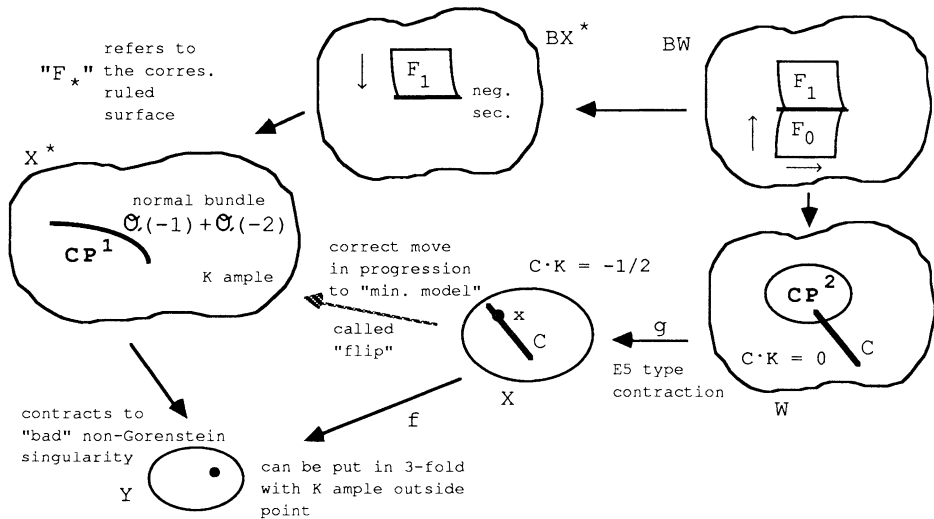 "F*" refers to
the corres.
ruled
surface
BX*
F1
neg.
sec.
BW
F1
F0
X*
normal bundle
O(-1)+O(-2)
CP1
K ample
correct move
in progression
to "min. model"
called
"flip"
C·K = -1/2
x
C
X
g
E5 type
contraction
CP2
C·K = 0
C
W
f
contracts to
"bad" non-Gorenstein
singularity
Y
can be put in 3-fold
with K ample outside
point